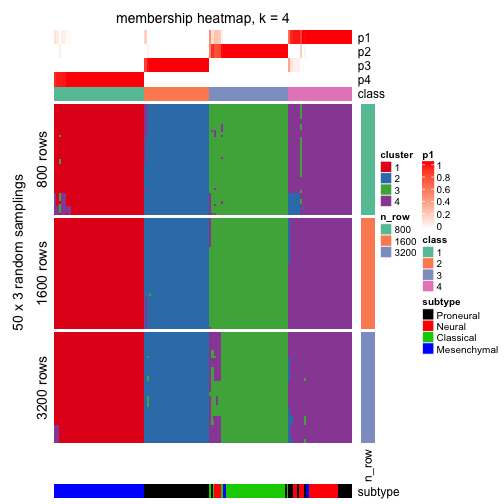 membership heatmap, k = 4
p1
p2
p3
p4
class
50 x 3 random samplings
800 rows
1600 rows
3200 rows
n_row
subtype
cluster
1
2
3
4
n_row
800
1600
3200
p1
1
0.8
0.6
0.4
0.2
0
class
1
2
3
4
subtype
Proneural
Neural
Classical
Mesenchymal